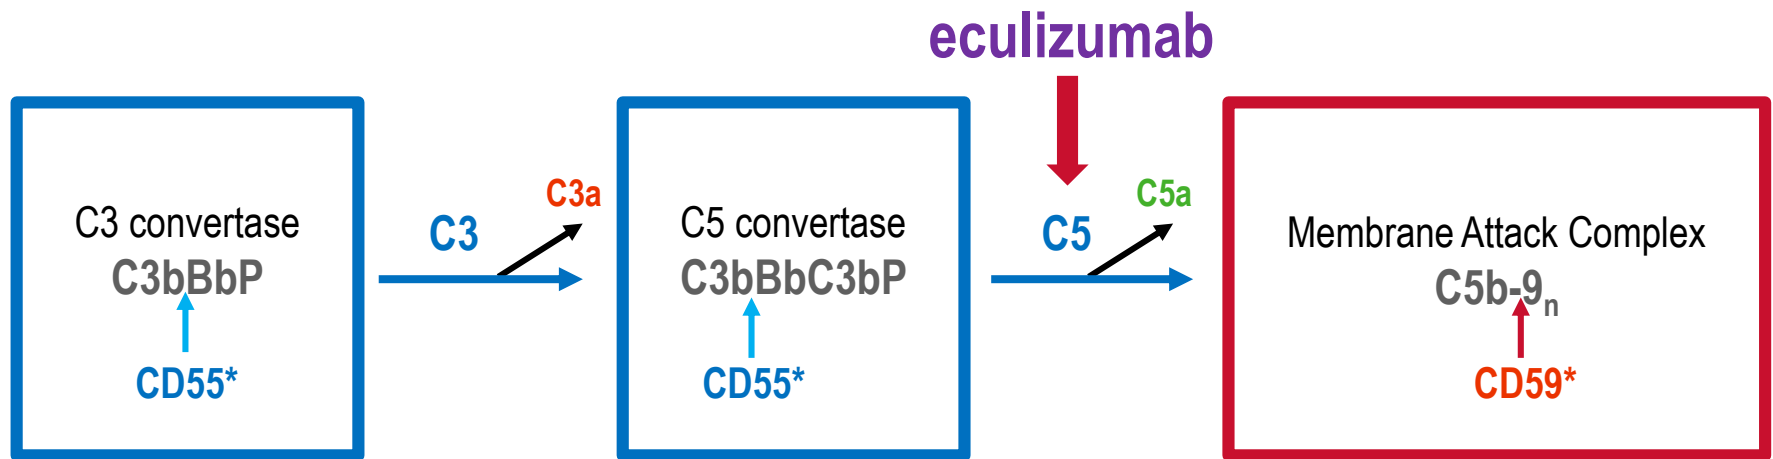 eculizumab
C3 convertase
C3bBbP
CD55*
C3
C3a
C5 convertase
C3bBbC3bP
CD55*
C5
C5a
Membrane Attack Complex
C5b-9n
CD59*